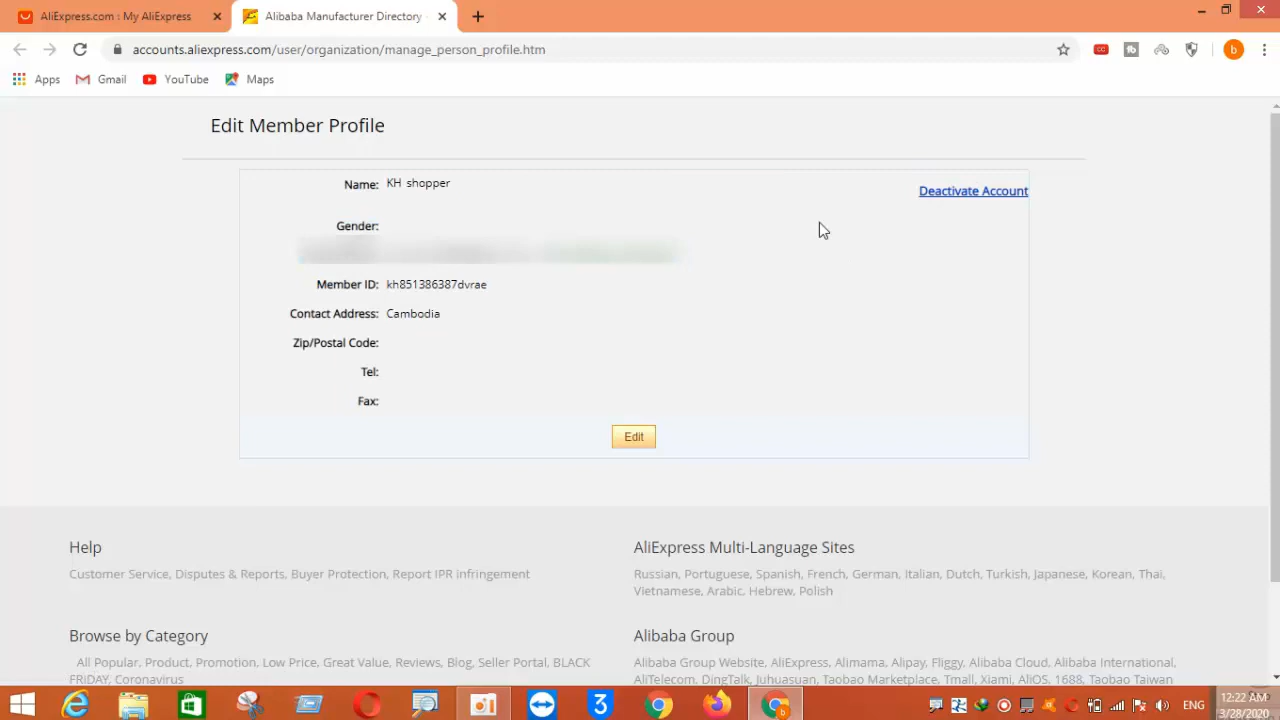 AliExpress.com : My AliExpress
Alibaba Manufacturer Directory
accounts.aliexpress.com/user/organization/manage_person_profile.htm
b
Apps Gmail YouTube Maps
Edit Member Profile
Name: KH shopper
Deactivate Account
Gender:
Member ID: kh851386387dvrae
Contact Address: Cambodia
Zip/Postal Code:
Tel:
Fax:
Edit
Help
Customer Service, Disputes & Reports, Buyer Protection, Report IPR infringement
AliExpress Multi-Language Sites
Russian, Portuguese, Spanish, French, German, Italian, Dutch, Turkish, Japanese, Korean, Thai,
Vietnamese, Arabic, Hebrew, Polish
Browse by Category
All Popular, Product, Promotion, Low Price, Great Value, Reviews, Blog, Seller Portal, BLACK
FRIDAY, Coronavirus
Alibaba Group
Alibaba Group Website, AliExpress, Alimama, Alipay, Fliggy, Alibaba Cloud, Alibaba International,
AliTelecom, DingTalk, Juhuasuan, Taobao Marketplace, Tmall, Xiami, AliOS, 1688, Taobao Taiwan
3
ENG
12:22 AM
3/28/2020